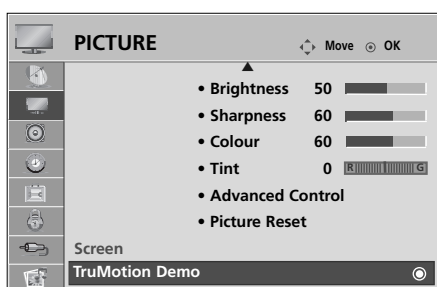 PICTURE Move OK
• Brightness 50
• Sharpness 60
• Colour 60
• Tint 0 R G
• Advanced Control
• Picture Reset
Screen
TruMotion Demo